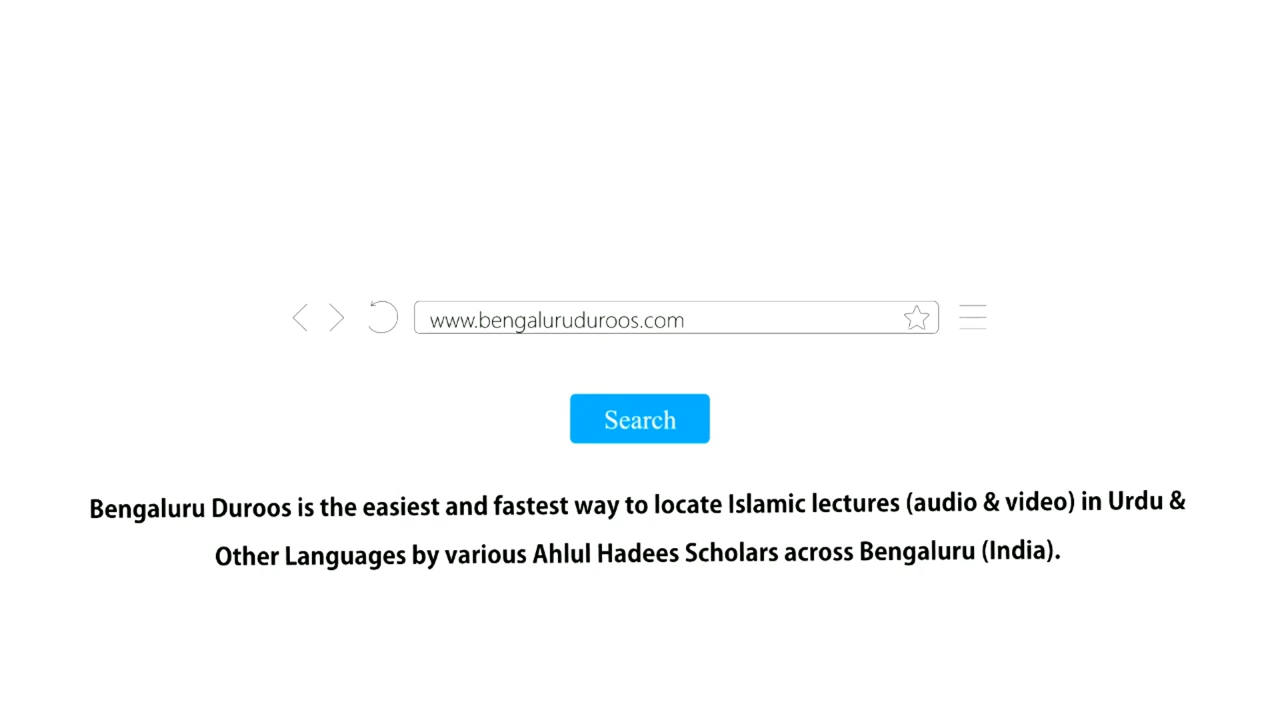 www.bengaluruduroos.com
Search
Bengaluru Duroos is the easiest and fastest way to locate Islamic lectures (audio & video) in Urdu &
Other Languages by various Ahlul Hadees Scholars across Bengaluru (India).